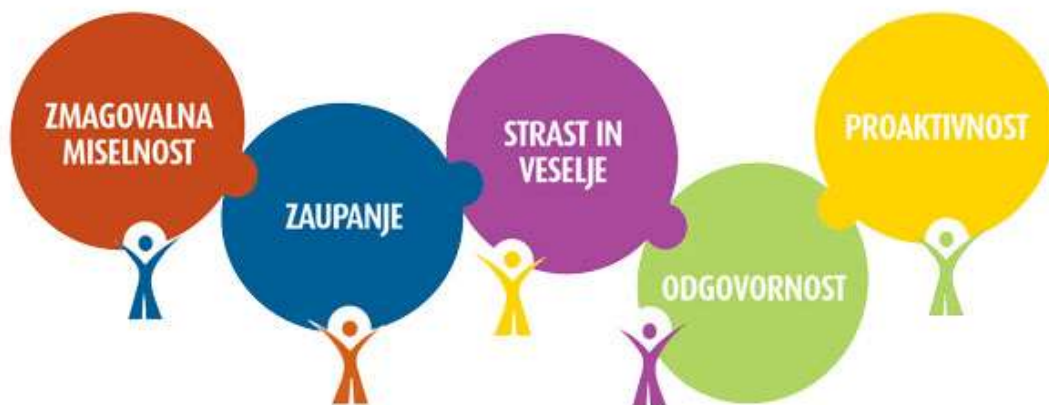 ZMAGOVALNA
MISELNOST
ZAUPANJE
STRAST IN
VESELJE
ODGOVORNOST
PROAKTIVNOST